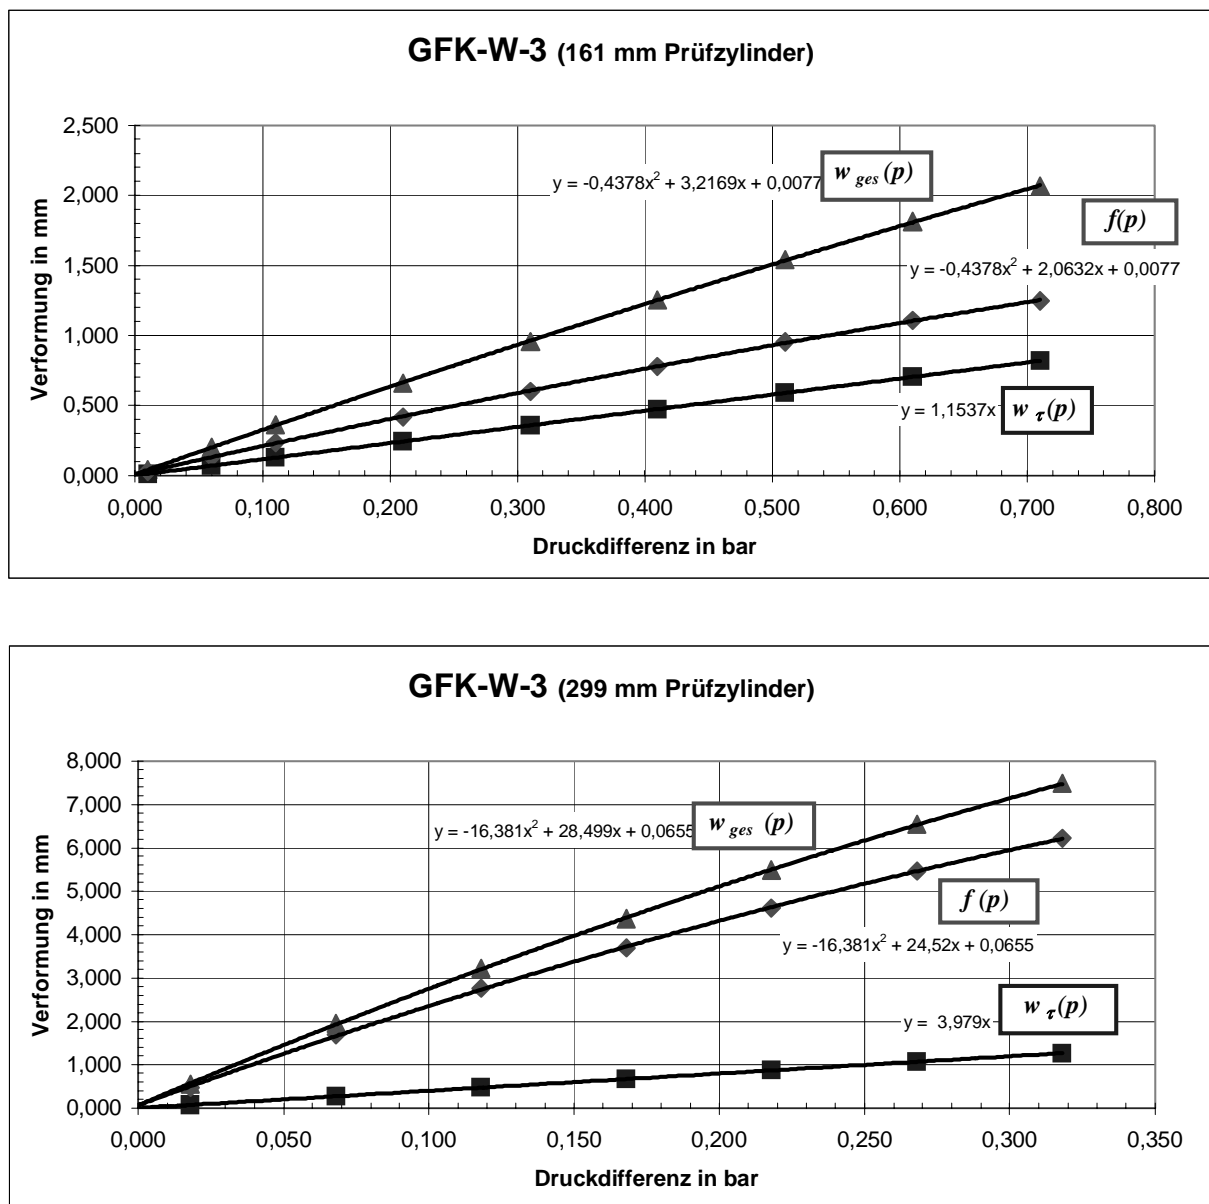 GFK-W-3 (161 mm Prüfzylinder)
Verformung in mm
2,500
2,000
1,500
1,000
0,500
0,000
y = -0,4378x² + 3,2169x + 0,0077
w ges (p)
f(p)
y = -0,4378x² + 2,0632x + 0,0077
y = 1,1537x
w τ (p)
0,000 0,100 0,200 0,300 0,400 0,500 0,600 0,700 0,800
Druckdifferenz in bar
GFK-W-3 (299 mm Prüfzylinder)
Verformung in mm
8,000
7,000
6,000
5,000
4,000
3,000
2,000
1,000
0,000
y = -16,381x² + 28,499x + 0,0655
w ges (p)
f (p)
y = -16,381x² + 24,52x + 0,0655
y = 3,979x
w τ (p)
0,000 0,050 0,100 0,150 0,200 0,250 0,300 0,350
Druckdifferenz in bar